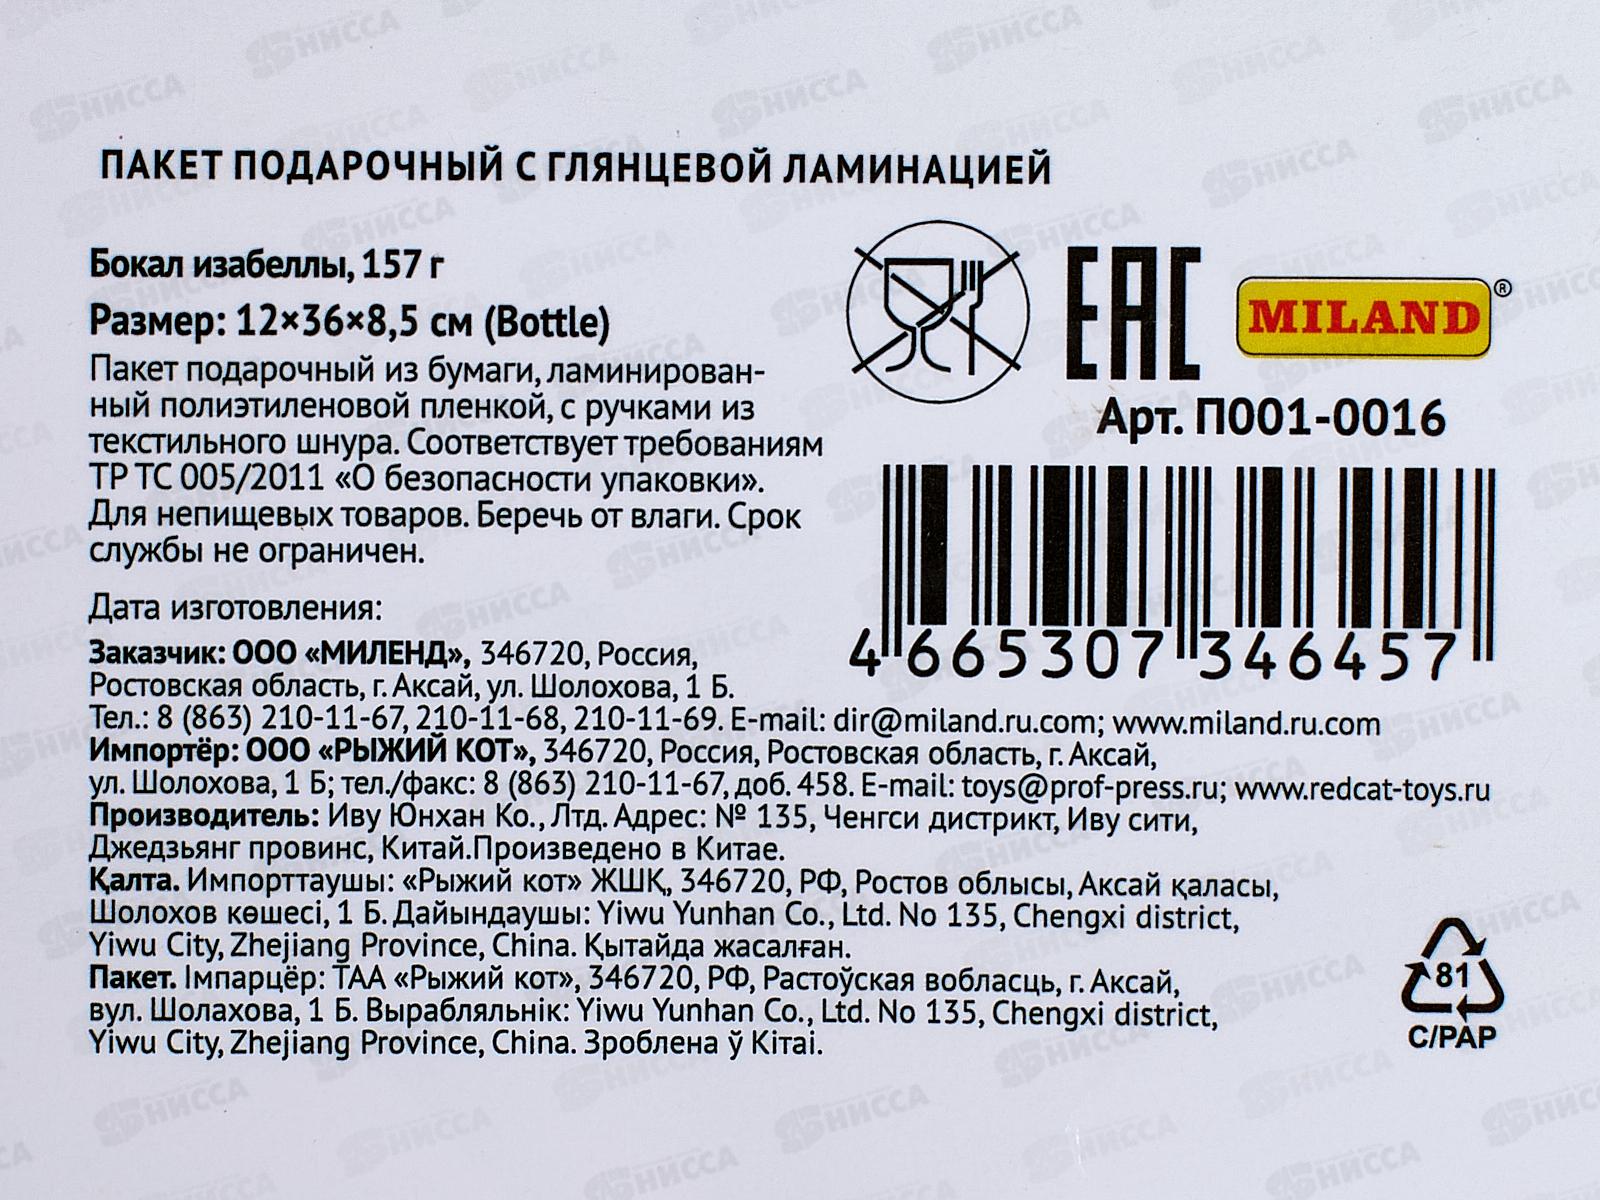 ПАКЕТ ПОДАРОЧНЫЙ С ГЛЯНЦЕВОЙ ЛАМИНАЦИЕЙ
Бокал изабеллы, 157 г
Размер: 12×36×8,5 см (Bottle)
Пакет подарочный из бумаги, ламинирован-
ный полиэтиленовой пленкой, с ручками из
текстильного шнура. Соответствует требованиям
ТР ТС 005/2011 «О безопасности упаковки».
Для непищевых товаров. Беречь от влаги. Срок
службы не ограничен.
Дата изготовления:
EAC
MILAND®
Арт. П001-0016
4 665307 346457
Заказчик: ООО «МИЛЕНД», 346720, Россия,
Ростовская область, г. Аксай, ул. Шолохова, 1 Б.
Тел.: 8 (863) 210-11-67, 210-11-68, 210-11-69. E-mail: dir@miland.ru.com; www.miland.ru.com
Импортёр: ООО «РЫЖИЙ КОТ», 346720, Россия, Ростовская область, г. Аксай,
ул. Шолохова, 1 Б; тел./факс: 8 (863) 210-11-67, доб. 458. E-mail: toys@prof-press.ru; www.redcat-toys.ru
Производитель: Иву Юнхан Ко., Лтд. Адрес: № 135, Ченгси дистрикт, Иву сити,
Джедзьянг провинс, Китай.Произведено в Китае.
Қалта. Импорттаушы: «Рыжий кот» ЖШҚ, 346720, РФ, Ростов облысы, Аксай қаласы,
Шолохов көшесі, 1 Б. Дайындаушы: Yiwu Yunhan Co., Ltd. No 135, Chengxi district,
Yiwu City, Zhejiang Province, China. Қытайда жасалған.
Пакет. Імпарцёр: ТАА «Рыжий кот», 346720, РФ, Растоўская вобласць, г. Аксай,
вул. Шолахова, 1 Б. Вырабляльнік: Yiwu Yunhan Co., Ltd. No 135, Chengxi district,
Yiwu City, Zhejiang Province, China. Зроблена ў Кітаі.
81
C/PAP
НИССА